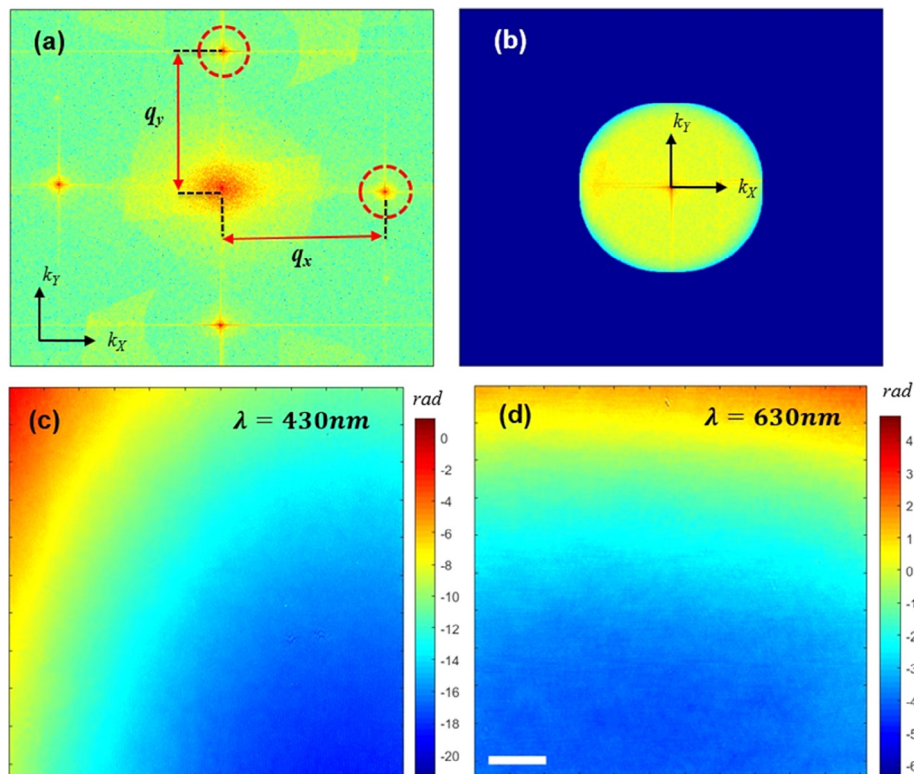 (a)
q_y
q_x
k_Y
k_X
(b)
k_Y
k_X
(c)
λ = 430nm
rad
0
-2
-4
-6
-8
-10
-12
-14
-16
-18
-20
(d)
λ = 630nm
rad
4
3
2
1
0
-1
-2
-3
-4
-5
-6